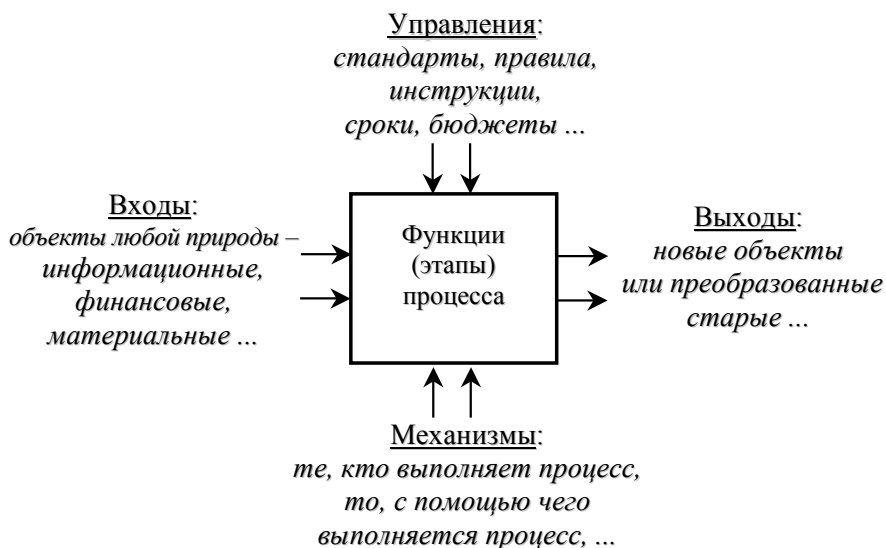 Управления:
стандарты, правила,
инструкции,
сроки, бюджеты ...
Входы:
объекты любой природы –
информационные,
финансовые,
материальные ...
Функции
(этапы)
процесса
Выходы:
новые объекты
или преобразованные
старые ...
Механизмы:
те, кто выполняет процесс,
то, с помощью чего
выполняется процесс, ...